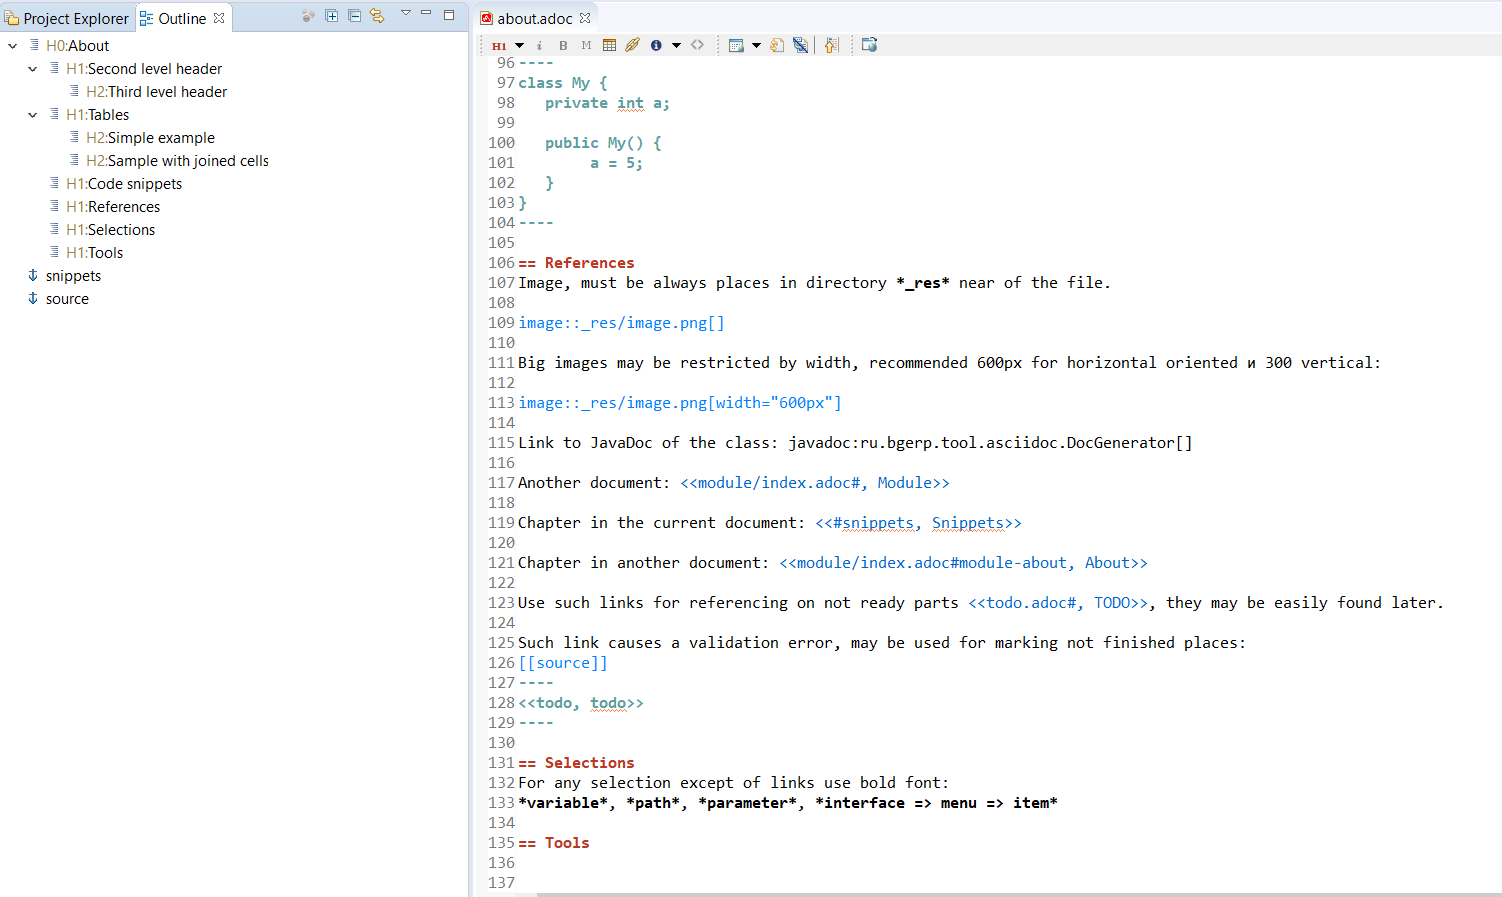 Project Explorer
Outline
H0:About
H1:Second level header
H2:Third level header
H1:Tables
H2:Simple example
H2:Sample with joined cells
H1:Code snippets
H1:References
H1:Selections
H1:Tools
snippets
source
about.adoc
H1 i B M <>
96 ----
97 class My {
98    private int a;
99
100    public My() {
101         a = 5;
102    }
103 }
104 ----
105
106 == References
107 Image, must be always places in directory *_res* near of the file.
108
109 image::_res/image.png[]
110
111 Big images may be restricted by width, recommended 600px for horizontal oriented и 300 vertical:
112
113 image::_res/image.png[width="600px"]
114
115 Link to JavaDoc of the class: javadoc:ru.bgerp.tool.asciidoc.DocGenerator[]
116
117 Another document: <<module/index.adoc#, Module>>
118
119 Chapter in the current document: <<#snippets, Snippets>>
120
121 Chapter in another document: <<module/index.adoc#module-about, About>>
122
123 Use such links for referencing on not ready parts <<todo.adoc#, TODO>>, they may be easily found later.
124
125 Such link causes a validation error, may be used for marking not finished places:
126 [[source]]
127 ----
128 <<todo, todo>>
129 ----
130
131 == Selections
132 For any selection except of links use bold font:
133 *variable*, *path*, *parameter*, *interface => menu => item*
134
135 == Tools
136
137